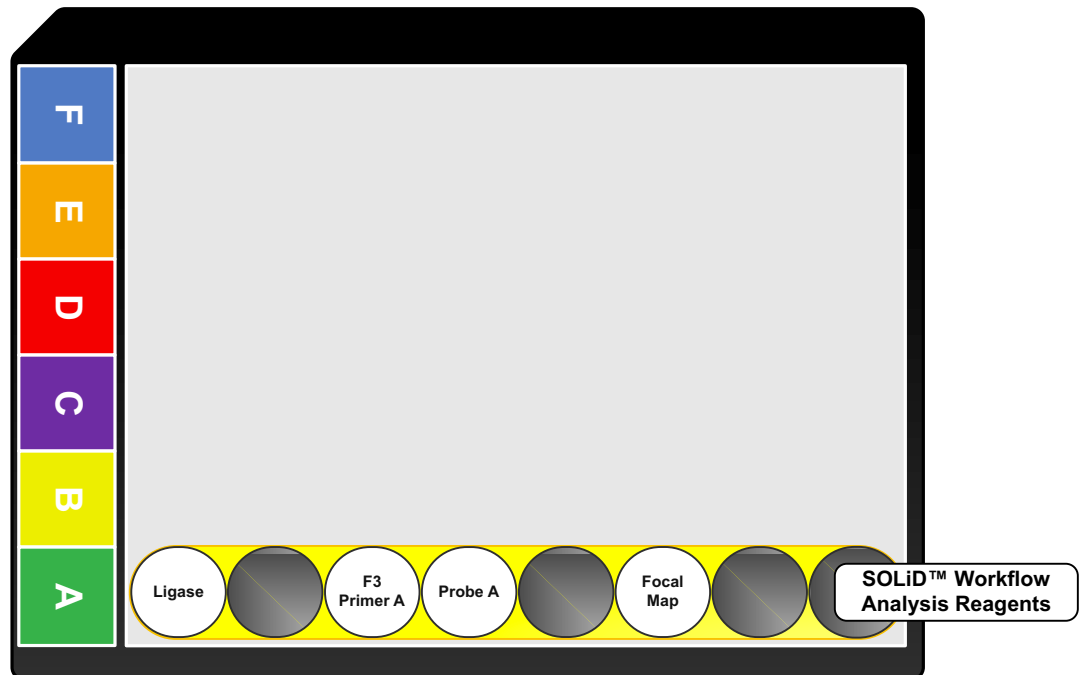 F
E
D
C
B
A
Ligase
F3
Primer A
Probe A
Focal
Map
SOLiD™ Workflow
Analysis Reagents